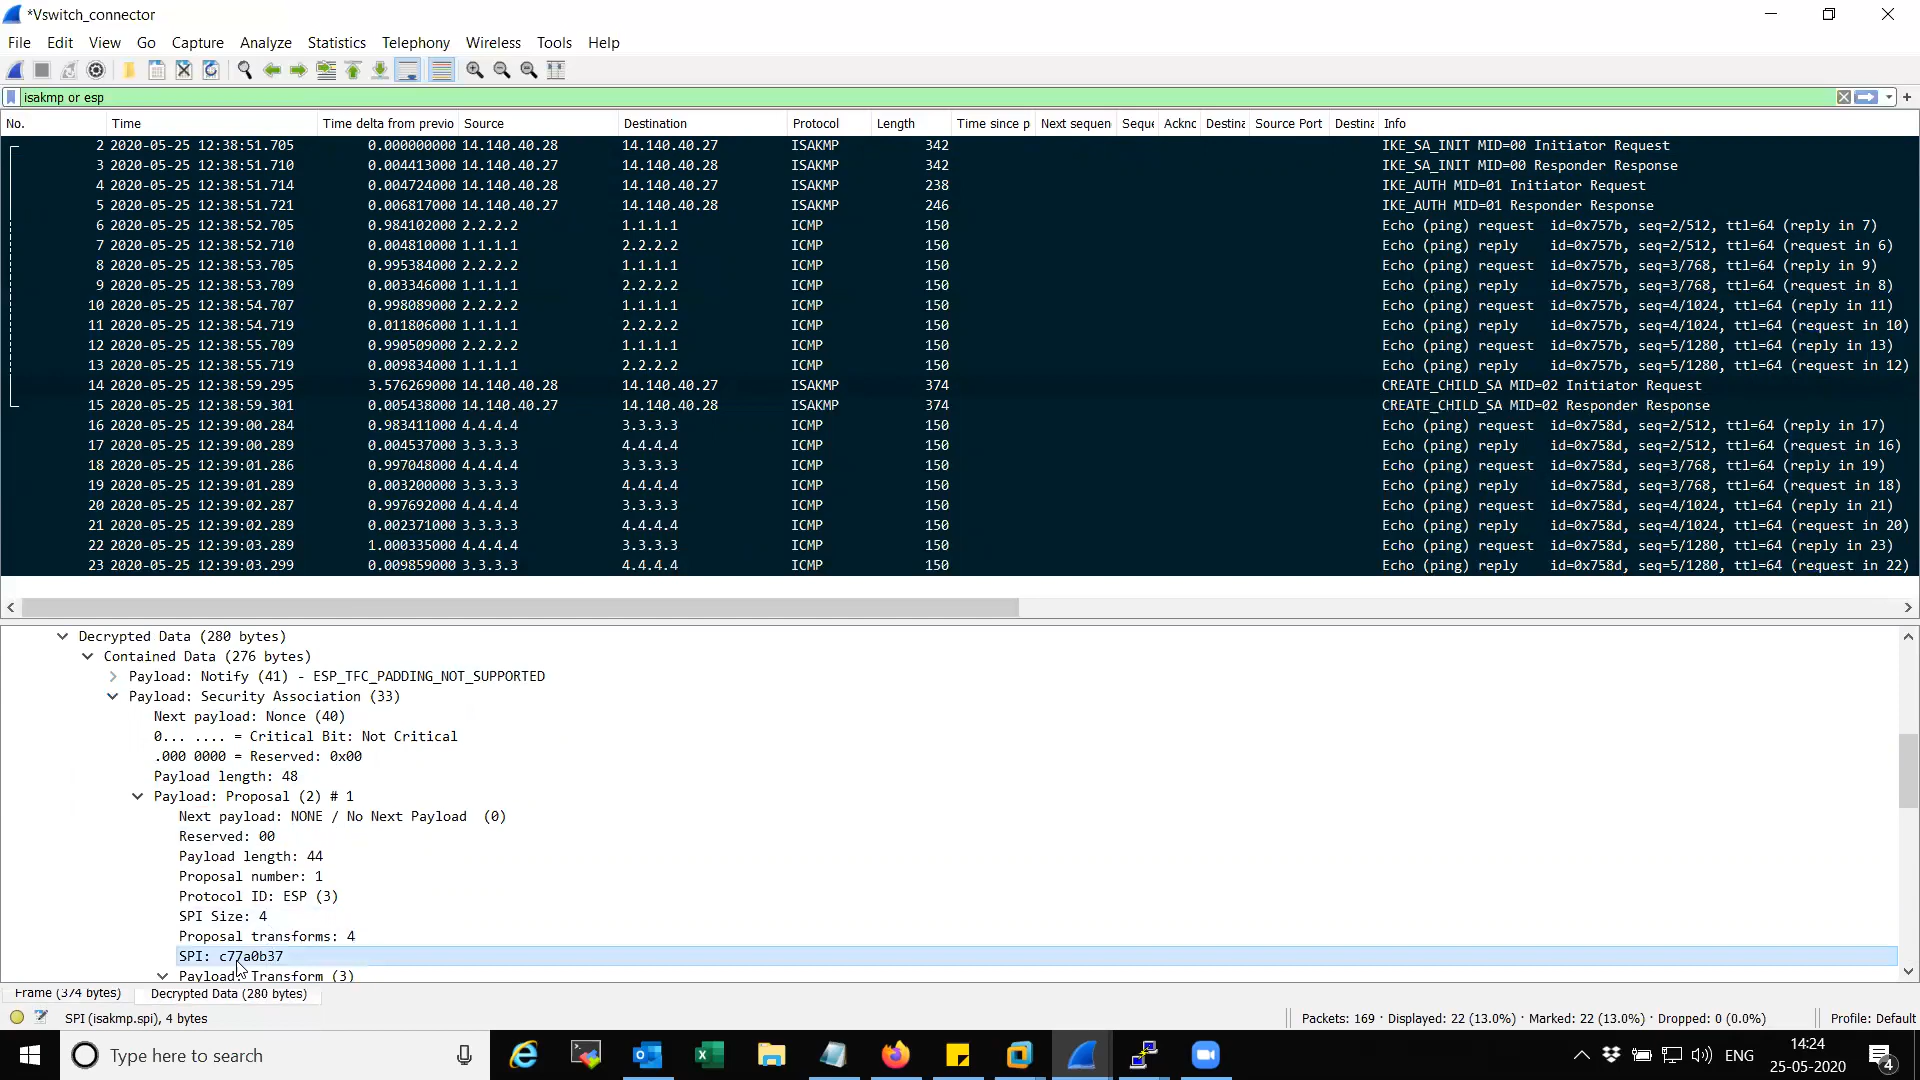 *Vswitch_connector
File Edit View Go Capture Analyze Statistics Telephony Wireless Tools Help
isakmp or esp
No. Time Time delta from previo Source Destination Protocol Length Time since p Next sequen Seque Ackno Destina Source Port Destina Info
2 2020-05-25 12:38:51.705 0.000000000 14.140.40.28 14.140.40.27 ISAKMP 342 IKE_SA_INIT MID=00 Initiator Request
3 2020-05-25 12:38:51.710 0.004413000 14.140.40.27 14.140.40.28 ISAKMP 342 IKE_SA_INIT MID=00 Responder Response
4 2020-05-25 12:38:51.714 0.004724000 14.140.40.28 14.140.40.27 ISAKMP 238 IKE_AUTH MID=01 Initiator Request
5 2020-05-25 12:38:51.721 0.006817000 14.140.40.27 14.140.40.28 ISAKMP 246 IKE_AUTH MID=01 Responder Response
6 2020-05-25 12:38:52.705 0.984102000 2.2.2.2 1.1.1.1 ICMP 150 Echo (ping) request id=0x757b, seq=2/512, ttl=64 (reply in 7)
7 2020-05-25 12:38:52.710 0.004810000 1.1.1.1 2.2.2.2 ICMP 150 Echo (ping) reply id=0x757b, seq=2/512, ttl=64 (request in 6)
8 2020-05-25 12:38:53.705 0.995384000 2.2.2.2 1.1.1.1 ICMP 150 Echo (ping) request id=0x757b, seq=3/768, ttl=64 (reply in 9)
9 2020-05-25 12:38:53.709 0.003346000 1.1.1.1 2.2.2.2 ICMP 150 Echo (ping) reply id=0x757b, seq=3/768, ttl=64 (request in 8)
10 2020-05-25 12:38:54.707 0.998089000 2.2.2.2 1.1.1.1 ICMP 150 Echo (ping) request id=0x757b, seq=4/1024, ttl=64 (reply in 11)
11 2020-05-25 12:38:54.719 0.011806000 1.1.1.1 2.2.2.2 ICMP 150 Echo (ping) reply id=0x757b, seq=4/1024, ttl=64 (request in 10)
12 2020-05-25 12:38:55.709 0.990509000 2.2.2.2 1.1.1.1 ICMP 150 Echo (ping) request id=0x757b, seq=5/1280, ttl=64 (reply in 13)
13 2020-05-25 12:38:55.719 0.009834000 1.1.1.1 2.2.2.2 ICMP 150 Echo (ping) reply id=0x757b, seq=5/1280, ttl=64 (request in 12)
14 2020-05-25 12:38:59.295 3.576269000 14.140.40.28 14.140.40.27 ISAKMP 374 CREATE_CHILD_SA MID=02 Initiator Request
15 2020-05-25 12:38:59.301 0.005438000 14.140.40.27 14.140.40.28 ISAKMP 374 CREATE_CHILD_SA MID=02 Responder Response
16 2020-05-25 12:39:00.284 0.983411000 4.4.4.4 3.3.3.3 ICMP 150 Echo (ping) request id=0x758d, seq=2/512, ttl=64 (reply in 17)
17 2020-05-25 12:39:00.289 0.004537000 3.3.3.3 4.4.4.4 ICMP 150 Echo (ping) reply id=0x758d, seq=2/512, ttl=64 (request in 16)
18 2020-05-25 12:39:01.286 0.997048000 4.4.4.4 3.3.3.3 ICMP 150 Echo (ping) request id=0x758d, seq=3/768, ttl=64 (reply in 19)
19 2020-05-25 12:39:01.289 0.003200000 3.3.3.3 4.4.4.4 ICMP 150 Echo (ping) reply id=0x758d, seq=3/768, ttl=64 (request in 18)
20 2020-05-25 12:39:02.287 0.997692000 4.4.4.4 3.3.3.3 ICMP 150 Echo (ping) request id=0x758d, seq=4/1024, ttl=64 (reply in 21)
21 2020-05-25 12:39:02.289 0.002371000 3.3.3.3 4.4.4.4 ICMP 150 Echo (ping) reply id=0x758d, seq=4/1024, ttl=64 (request in 20)
22 2020-05-25 12:39:03.289 1.000335000 4.4.4.4 3.3.3.3 ICMP 150 Echo (ping) request id=0x758d, seq=5/1280, ttl=64 (reply in 23)
23 2020-05-25 12:39:03.299 0.009859000 3.3.3.3 4.4.4.4 ICMP 150 Echo (ping) reply id=0x758d, seq=5/1280, ttl=64 (request in 22)
Decrypted Data (280 bytes)
Contained Data (276 bytes)
Payload: Notify (41) - ESP_TFC_PADDING_NOT_SUPPORTED
Payload: Security Association (33)
Next payload: Nonce (40)
0... .... = Critical Bit: Not Critical
.000 0000 = Reserved: 0x00
Payload length: 48
Payload: Proposal (2) # 1
Next payload: NONE / No Next Payload (0)
Reserved: 00
Payload length: 44
Proposal number: 1
Protocol ID: ESP (3)
SPI Size: 4
Proposal transforms: 4
SPI: c77a0b37
Payload: Transform (3)
Frame (374 bytes) Decrypted Data (280 bytes)
SPI (isakmp.spi), 4 bytes Packets: 169 · Displayed: 22 (13.0%) · Marked: 22 (13.0%) · Dropped: 0 (0.0%) Profile: Default
Type here to search ENG 14:24
25-05-2020 4